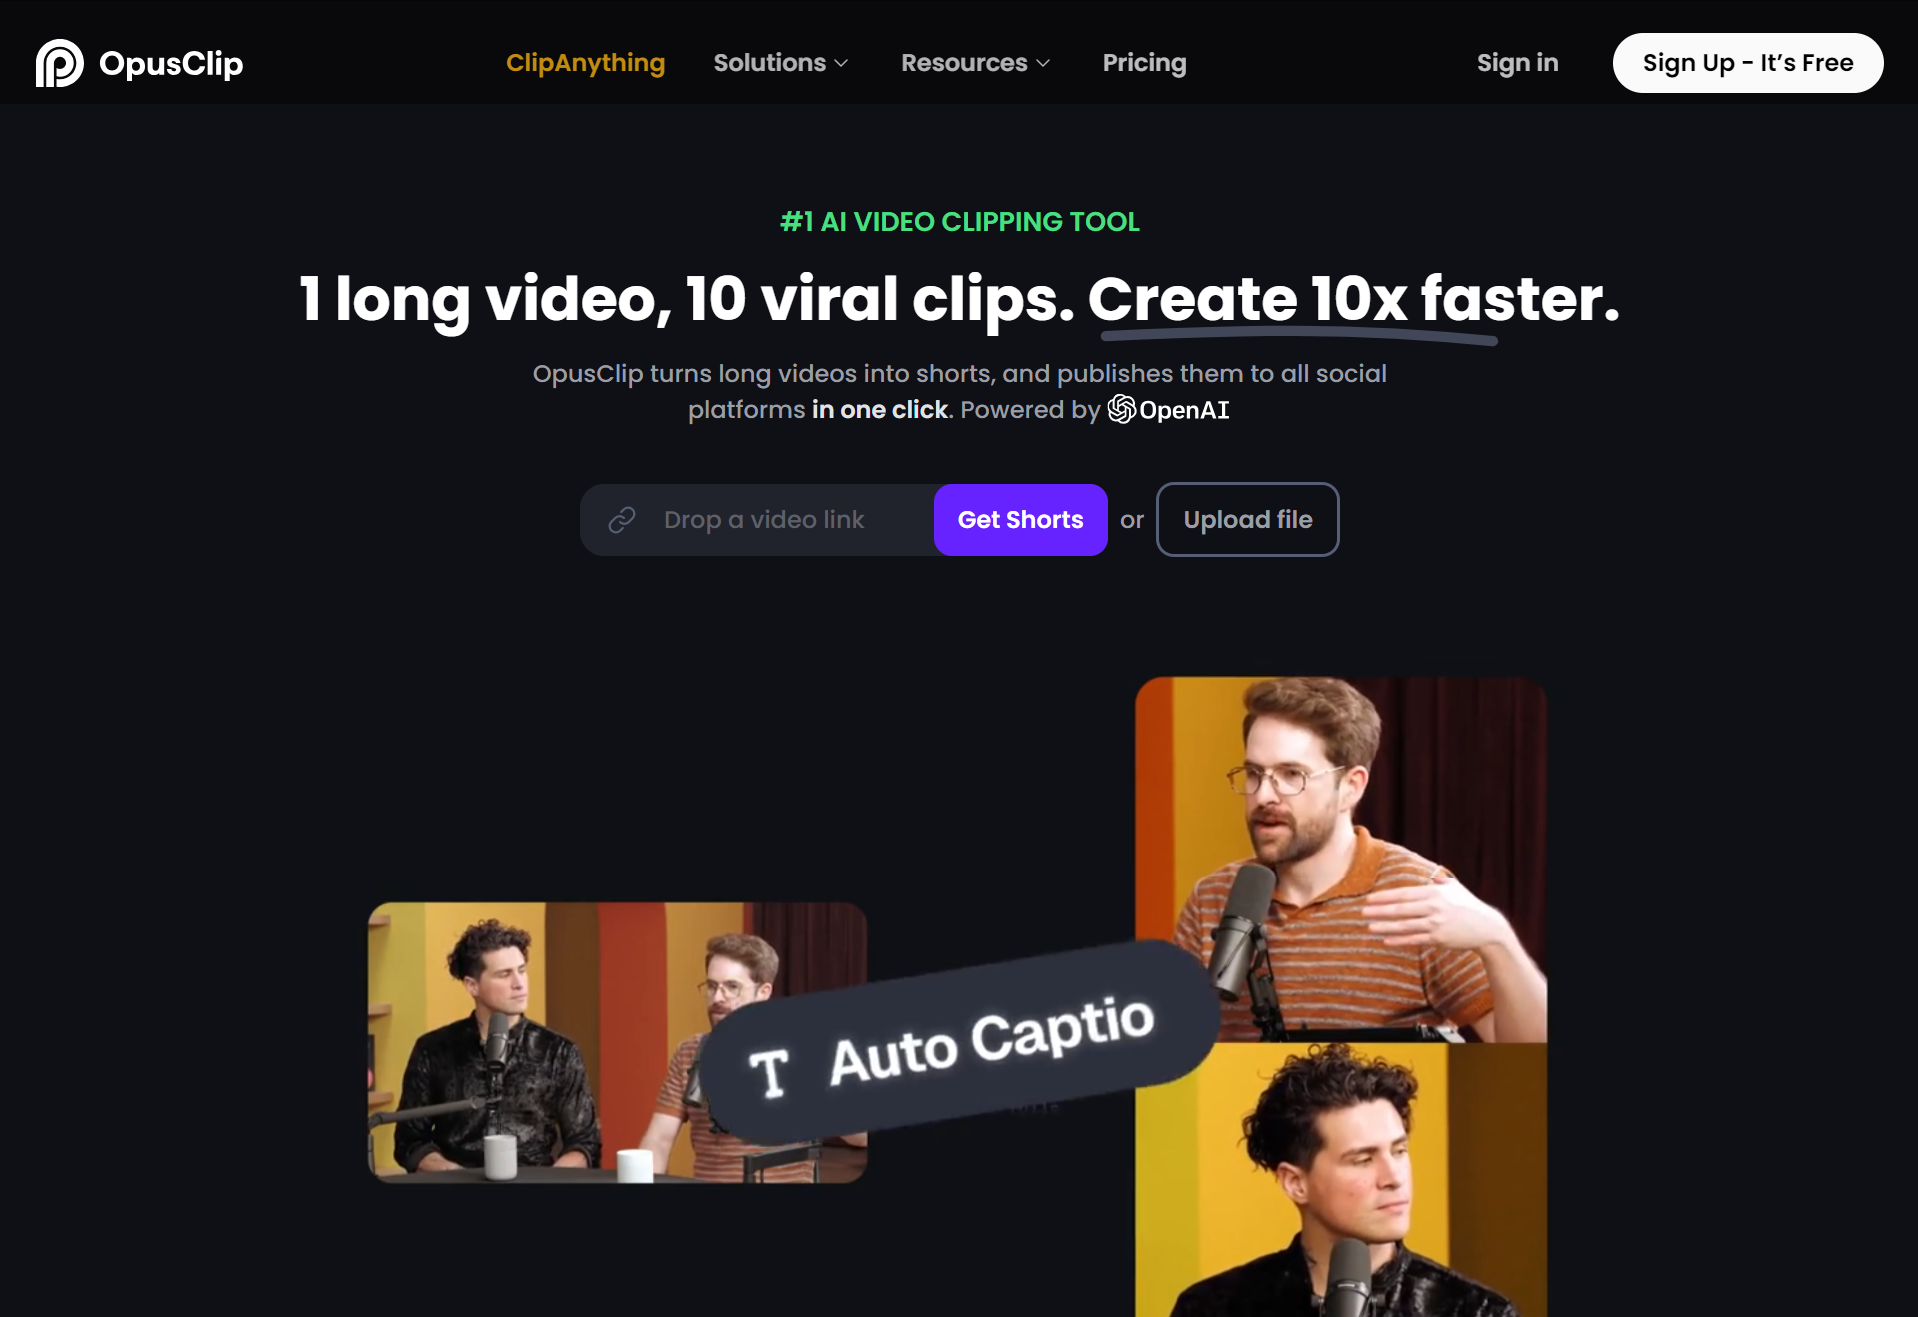 OpusClip
ClipAnything
Solutions
Resources
Pricing
Sign in
Sign Up - It’s Free
#1 AI VIDEO CLIPPING TOOL
1 long video, 10 viral clips. Create 10x faster.
OpusClip turns long videos into shorts, and publishes them to all social
platforms in one click. Powered by OpenAI
Drop a video link
Get Shorts
or
Upload file
T Auto Captio